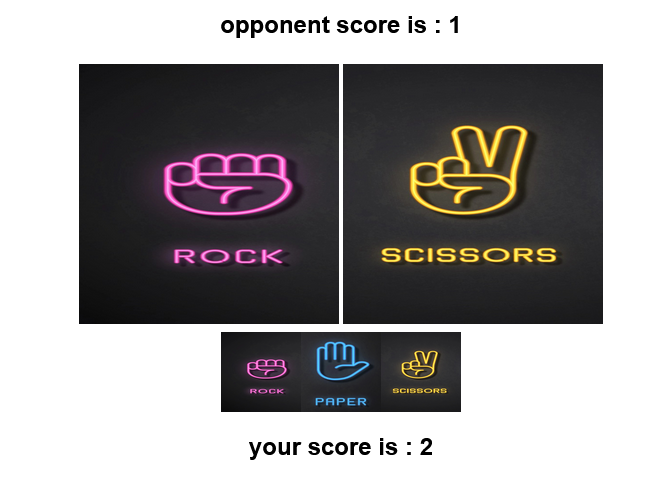 opponent score is : 1
ROCK
SCISSORS
ROCK
PAPER
SCISSORS
your score is : 2